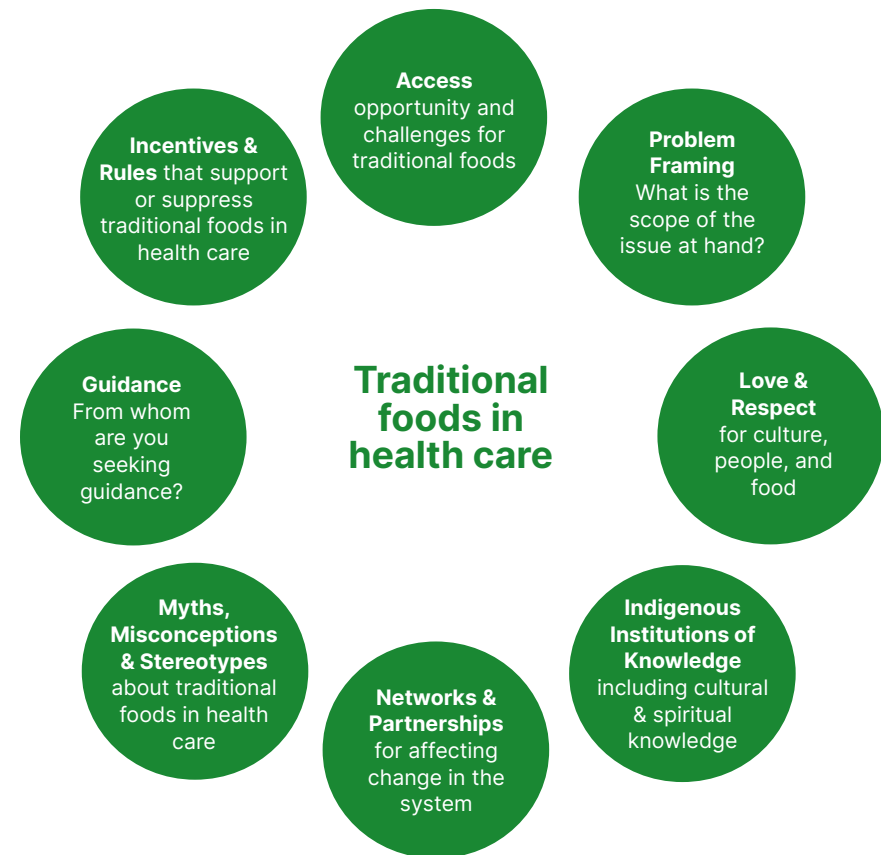 Access
opportunity and
challenges for
traditional foods
Problem
Framing
What is the
scope of the
issue at hand?
Love &
Respect
for culture,
people, and
food
Indigenous
Institutions of
Knowledge
including cultural
& spiritual
knowledge
Networks &
Partnerships
for affecting
change in the
system
Myths,
Misconceptions
& Stereotypes
about traditional
foods in health
care
Guidance
From whom
are you
seeking
guidance?
Incentives &
Rules that support
or suppress
traditional foods in
health care
Traditional
foods in
health care